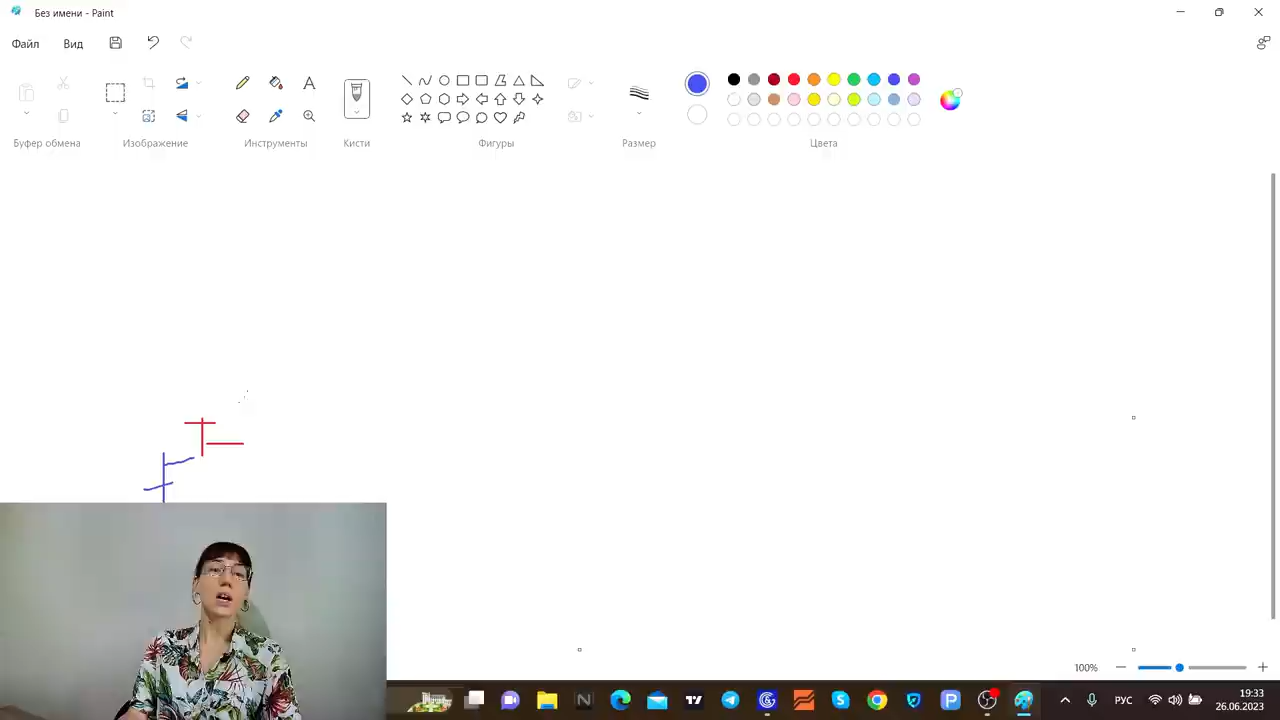 Без имени - Paint
Файл
Вид
Буфер обмена
Изображение
Инструменты
Кисти
Фигуры
Размер
Цвета
100%
РУС
19:33
26.06.2023